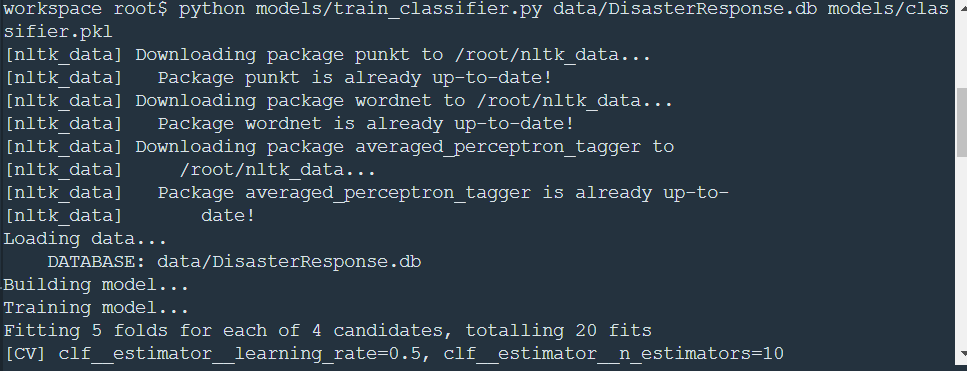 workspace root$ python models/train_classifier.py data/DisasterResponse.db models/clas
sifier.pkl
[nltk_data] Downloading package punkt to /root/nltk_data...
[nltk_data]   Package punkt is already up-to-date!
[nltk_data] Downloading package wordnet to /root/nltk_data...
[nltk_data]   Package wordnet is already up-to-date!
[nltk_data] Downloading package averaged_perceptron_tagger to
[nltk_data]     /root/nltk_data...
[nltk_data]   Package averaged_perceptron_tagger is already up-to-
[nltk_data]       date!
Loading data...
    DATABASE: data/DisasterResponse.db
Building model...
Training model...
Fitting 5 folds for each of 4 candidates, totalling 20 fits
[CV] clf__estimator__learning_rate=0.5, clf__estimator__n_estimators=10